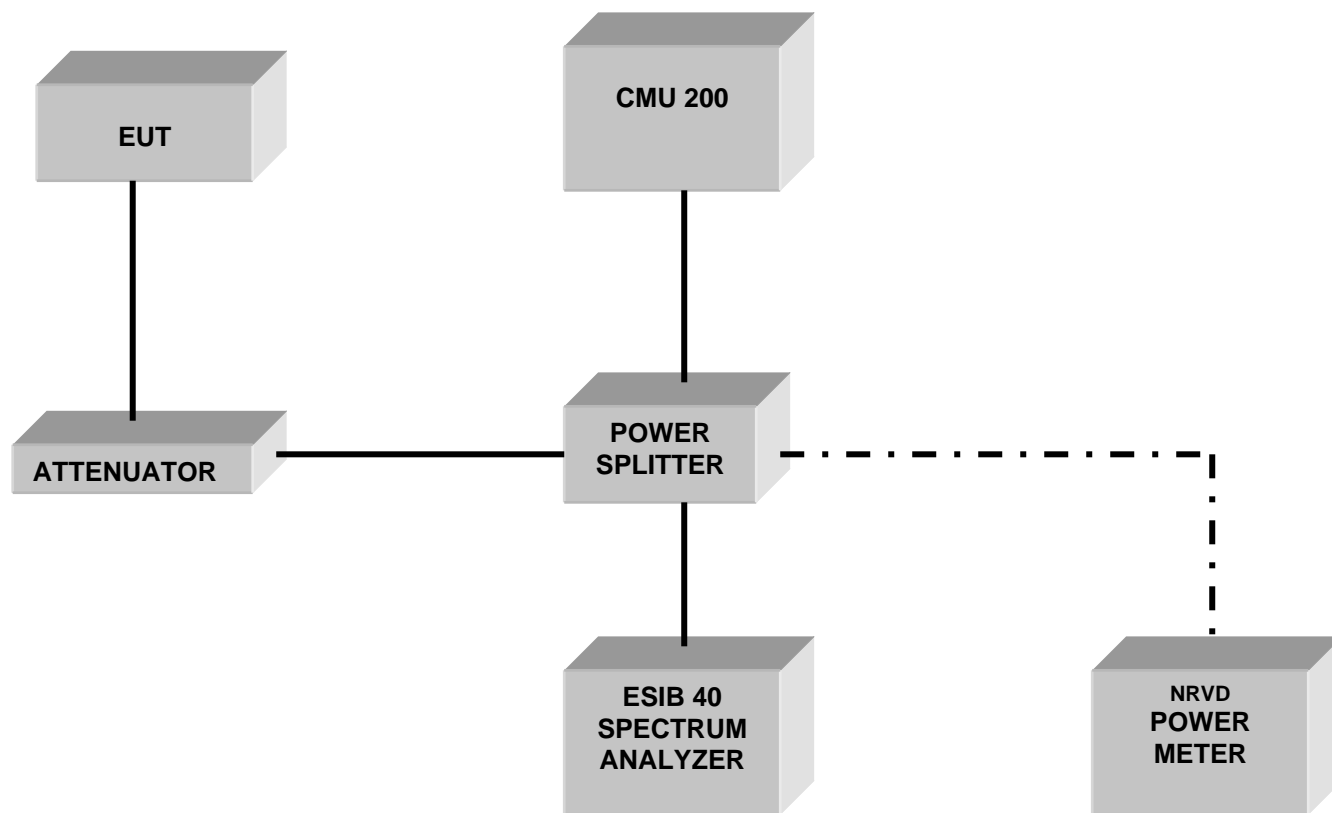 EUT
CMU 200
ATTENUATOR
POWER
SPLITTER
ESIB 40
SPECTRUM
ANALYZER
NRVD
POWER
METER